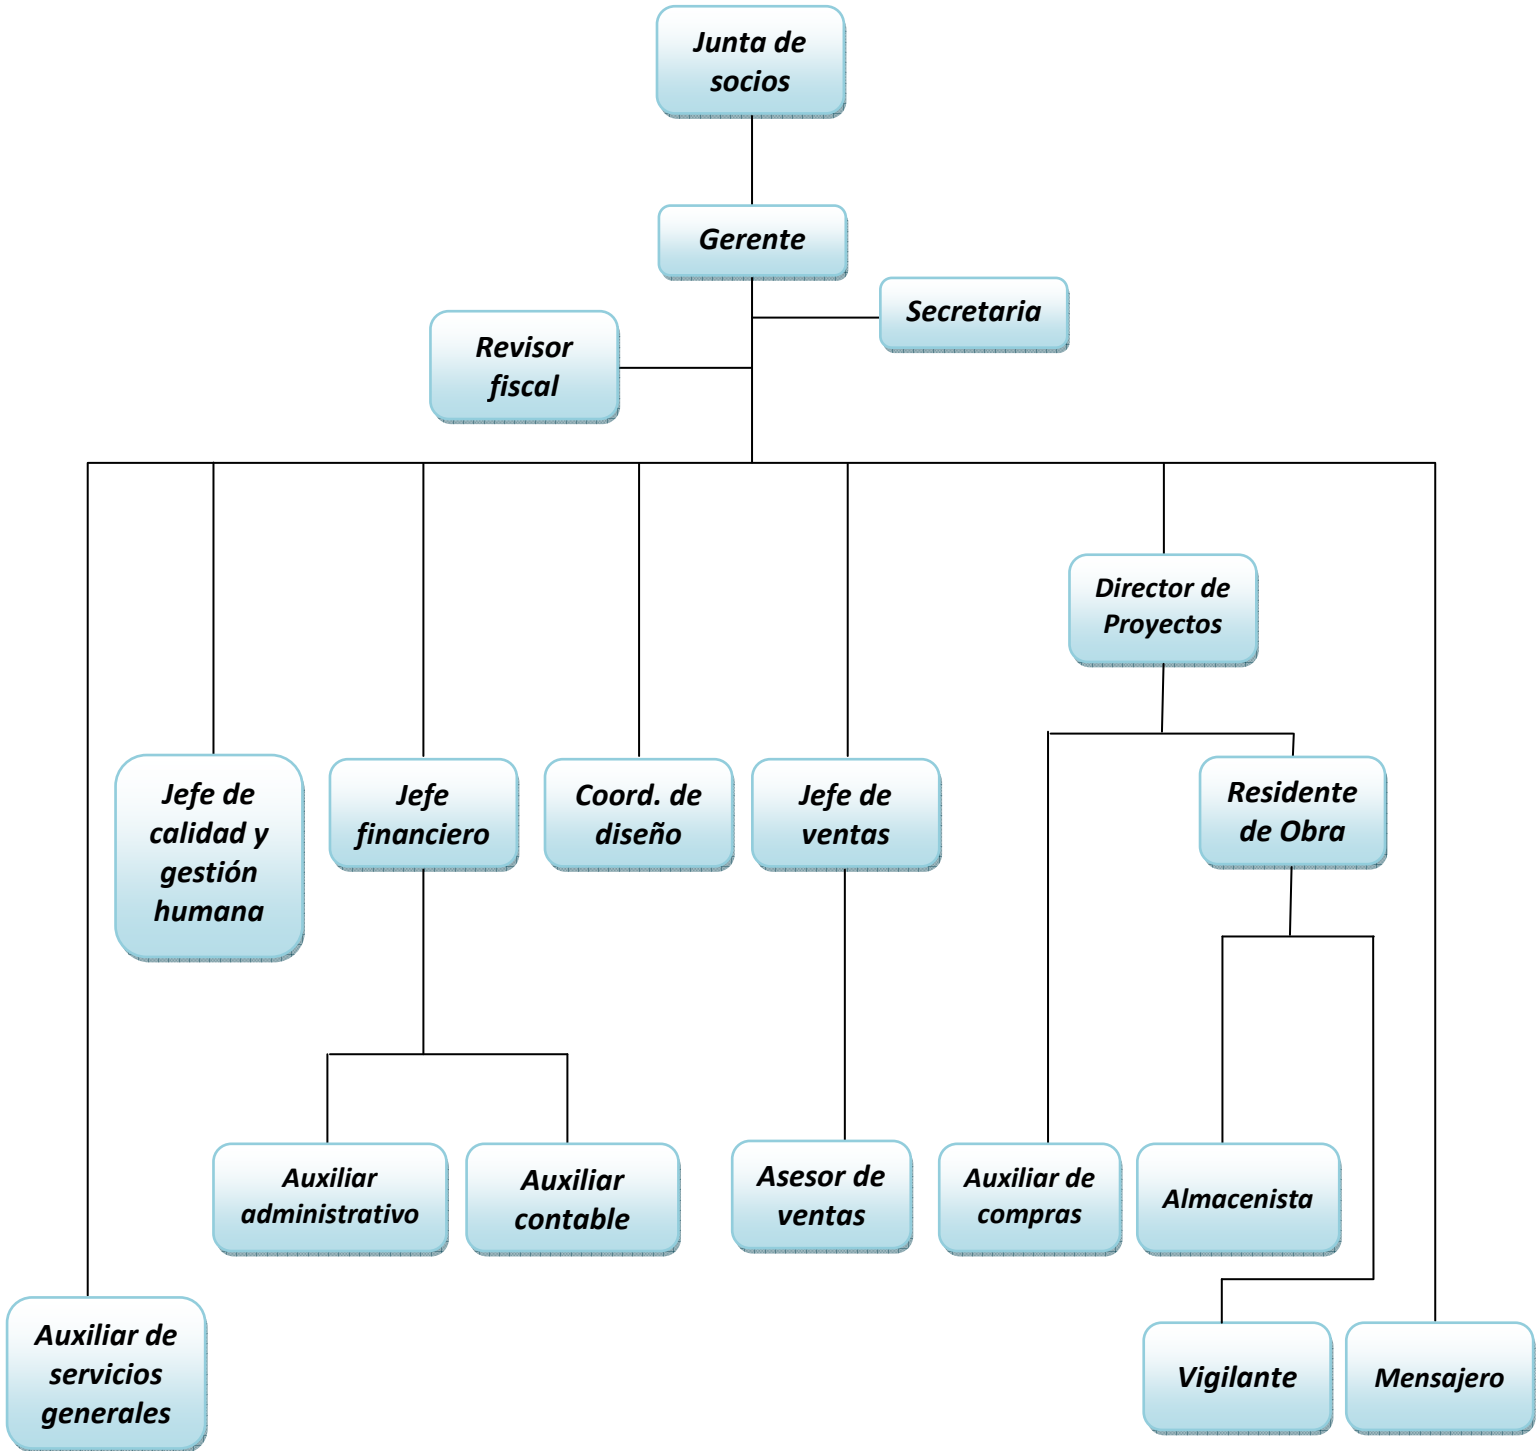 Junta de
socios
Gerente
Secretaria
Revisor
fiscal
Director de
Proyectos
Jefe de
calidad y
gestión
humana
Jefe
financiero
Coord. de
diseño
Jefe de
ventas
Residente
de Obra
Auxiliar
administrativo
Auxiliar
contable
Asesor de
ventas
Auxiliar de
compras
Almacenista
Auxiliar de
servicios
generales
Vigilante
Mensajero